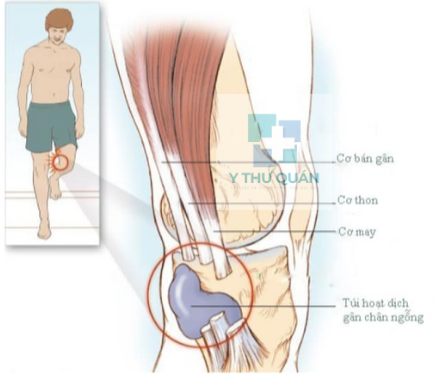 Cơ bán gân
Y THƯ QUÁN
Cơ thon
Cơ may
Túi hoạt dịch
gân chân ngỗng